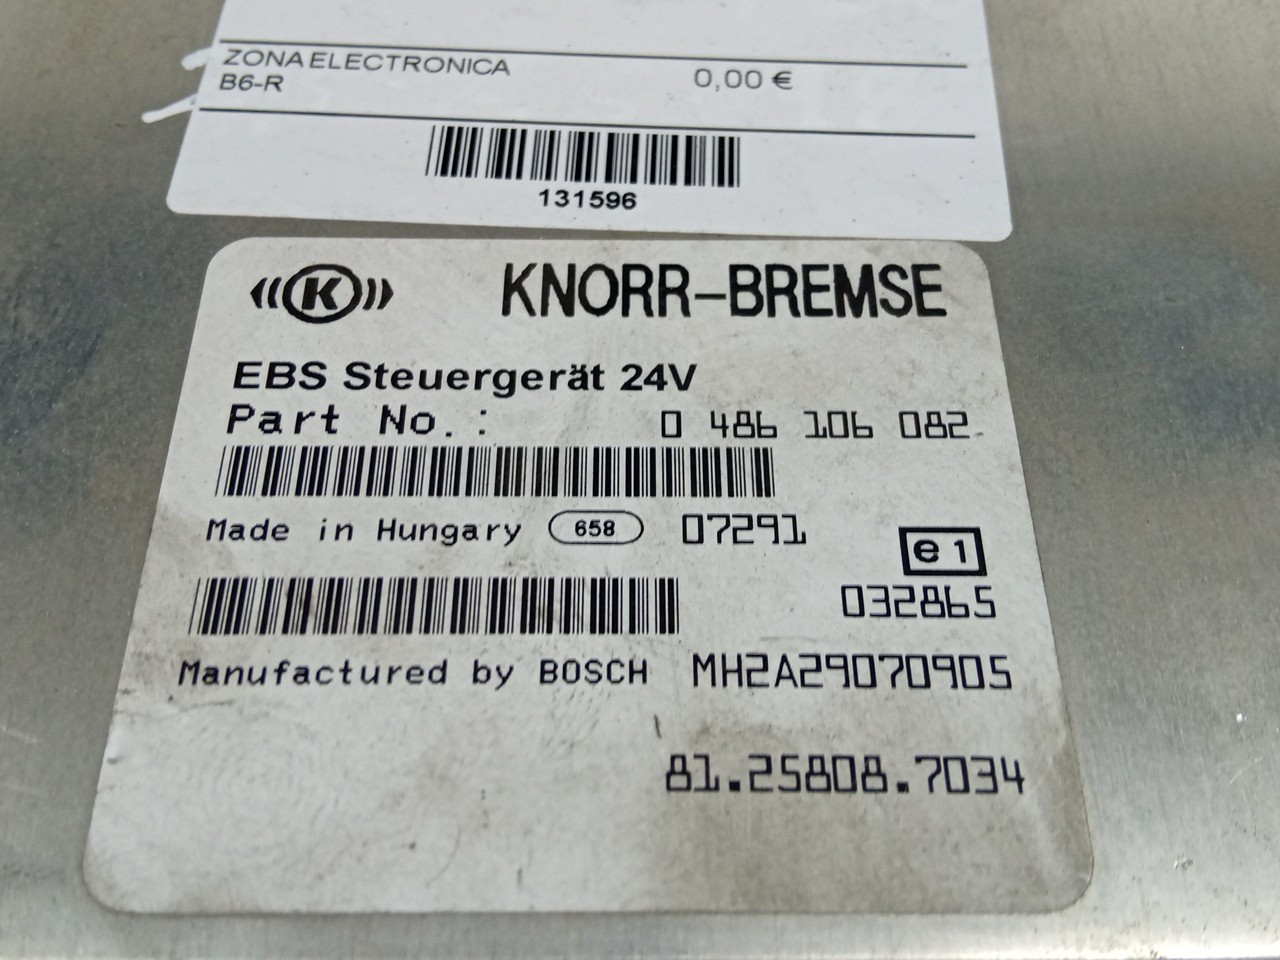 ZONA ELECTRONICA
B6-R 0,00 €
131596
((K)) KNORR-BREMSE
EBS Steuergerät 24V
Part No.: 0 486 106 082
Made in Hungary 658 07291
e1
032865
Manufactured by BOSCH MH2A29070905
81.25808.7034